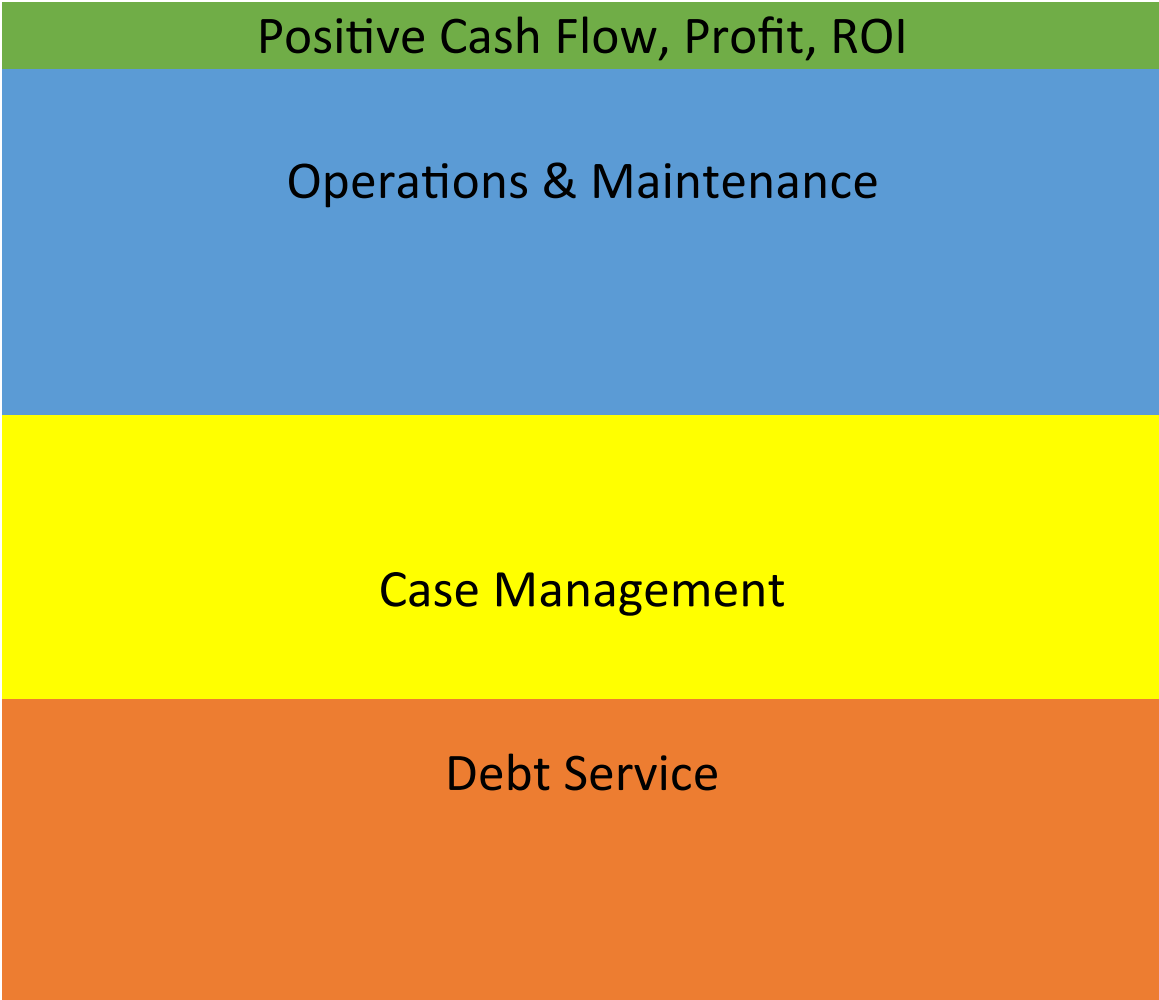 Positive Cash Flow, Profit, ROI
Operations & Maintenance
Case Management
Debt Service